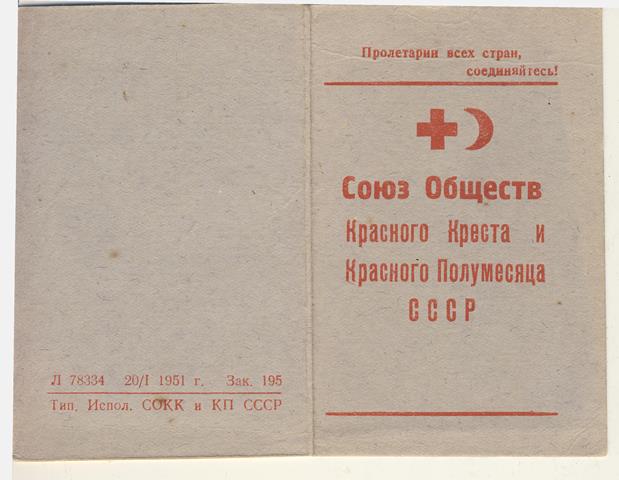 Пролетарии всех стран,
соединяйтесь!
Союз Обществ
Красного Креста и
Красного Полумесяца
СССР
Л 78334 20/I 1951 г. Зак. 195
Тип. Испол. СОКК и КП СССР